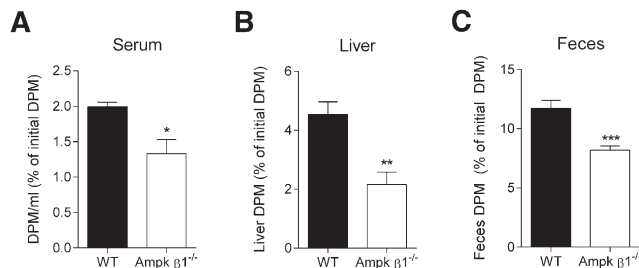 A
Serum
DPM/ml (% of initial DPM)
2.5
2.0
1.5
1.0
0.5
0.0
*
WT
Ampk β1-/-
B
Liver
Liver DPM (% of initial DPM)
6
4
2
0
**
WT
Ampk β1-/-
C
Feces
Feces DPM (% of initial DPM)
15
10
5
0
***
WT
Ampk β1-/-